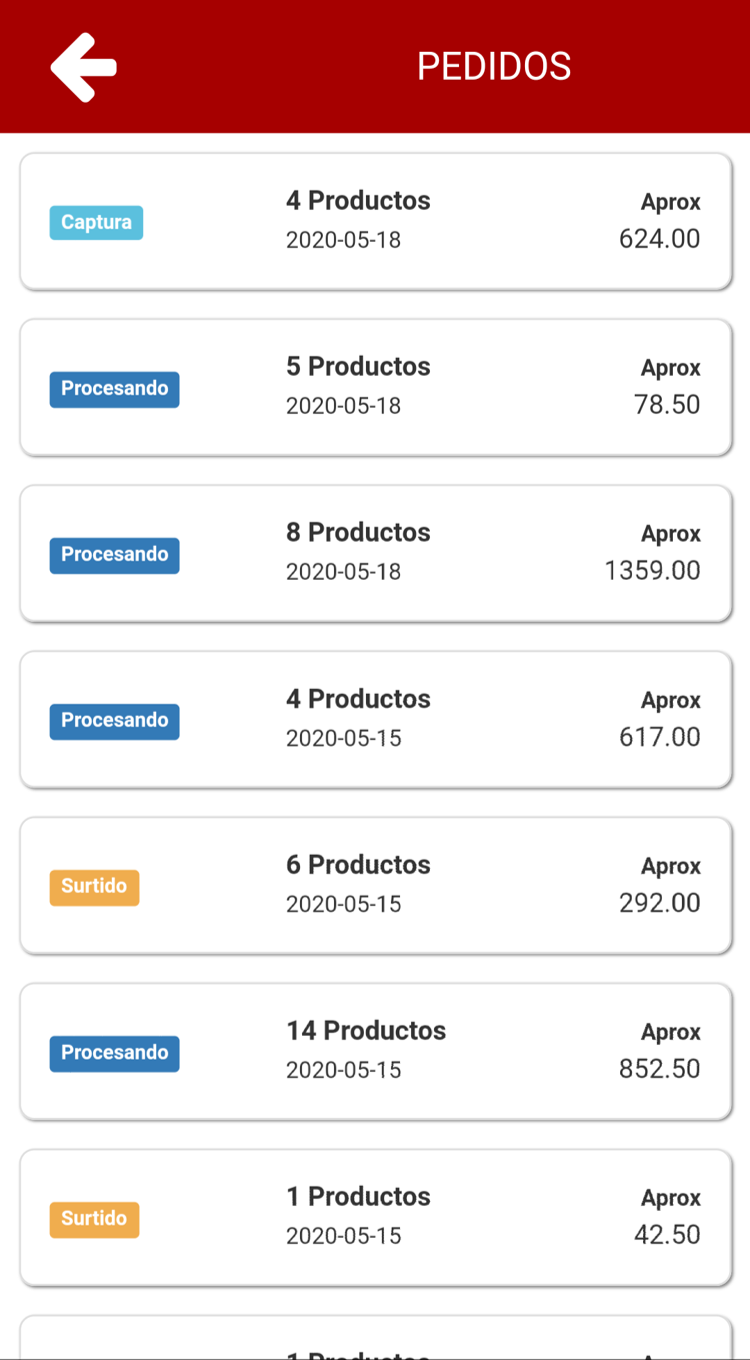 PEDIDOS
Captura
4 Productos
2020-05-18
Aprox
624.00
Procesando
5 Productos
2020-05-18
Aprox
78.50
Procesando
8 Productos
2020-05-18
Aprox
1359.00
Procesando
4 Productos
2020-05-15
Aprox
617.00
Surtido
6 Productos
2020-05-15
Aprox
292.00
Procesando
14 Productos
2020-05-15
Aprox
852.50
Surtido
1 Productos
2020-05-15
Aprox
42.50
1 Productos